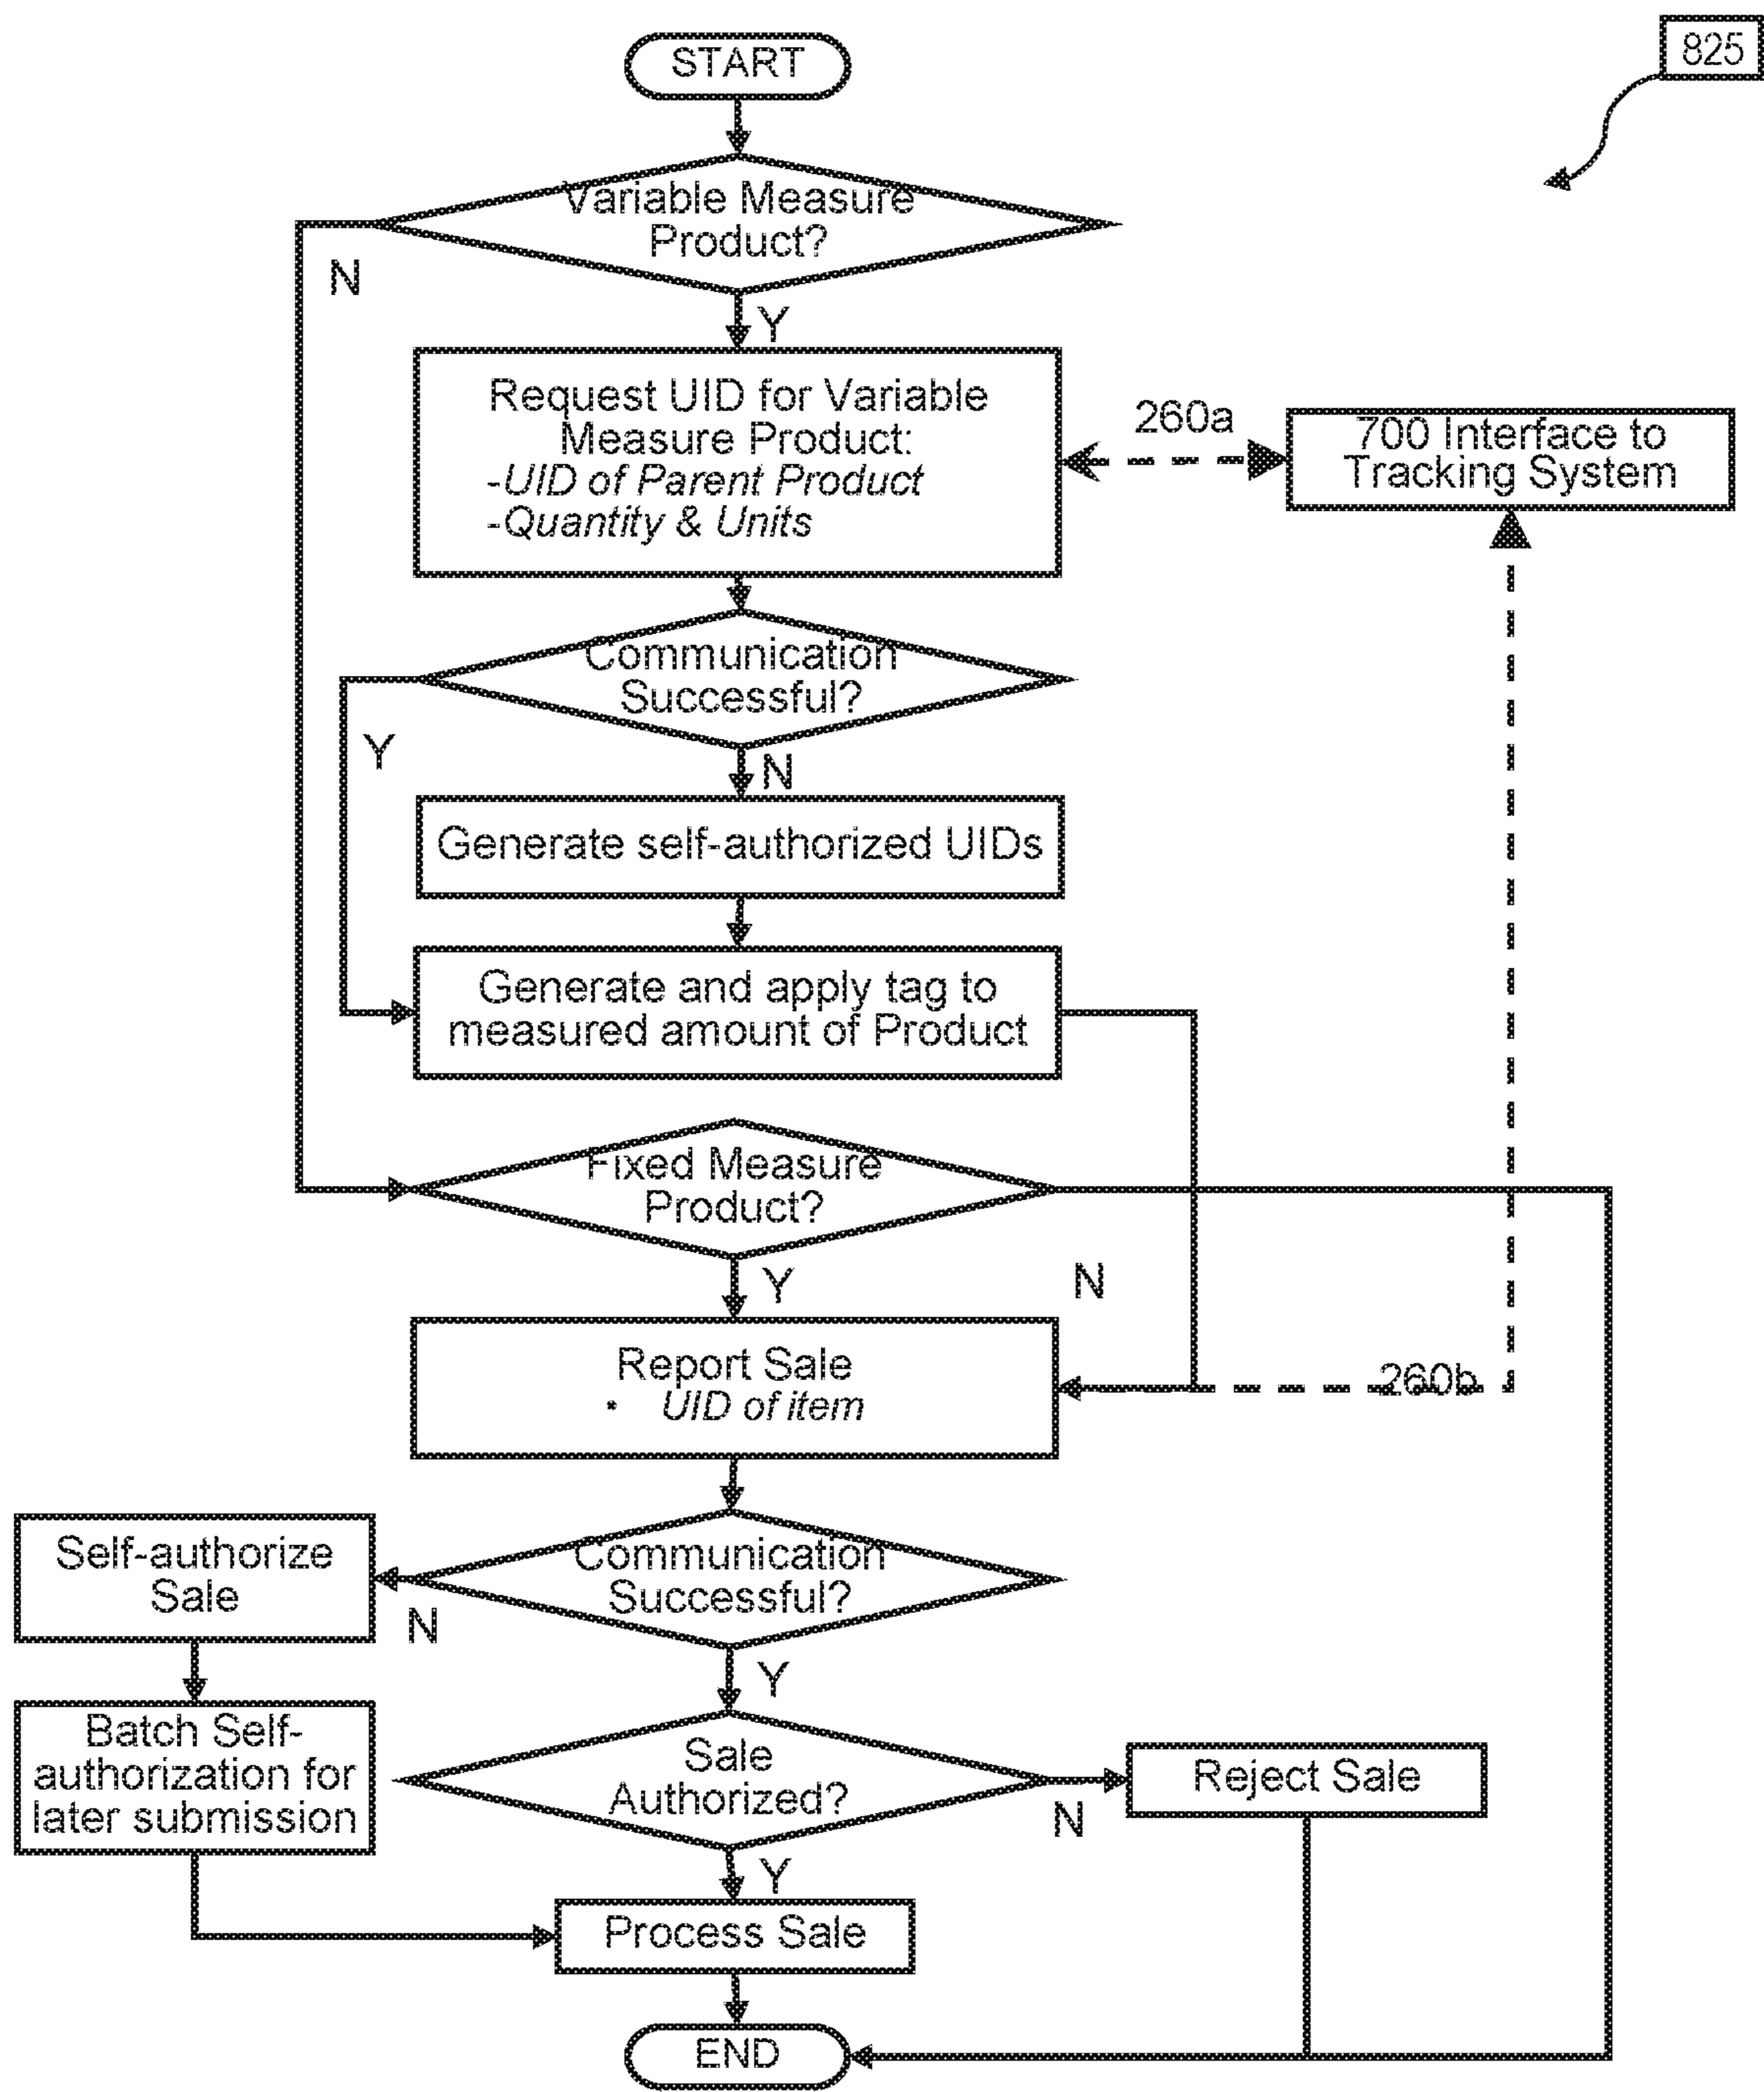 825
START
Variable Measure
Product?
N
Y
Request UID for Variable
Measure Product:
-UID of Parent Product
-Quantity & Units
260a
700 Interface to
Tracking System
Communication
Successful?
Y
N
Generate self-authorized UIDs
Generate and apply tag to
measured amount of Product
Fixed Measure
Product?
Y
N
Report Sale
• UID of item
260b
Communication
Successful?
N
Y
Self-authorize
Sale
Batch Self-
authorization for
later submission
Sale
Authorized?
N
Y
Reject Sale
Process Sale
END